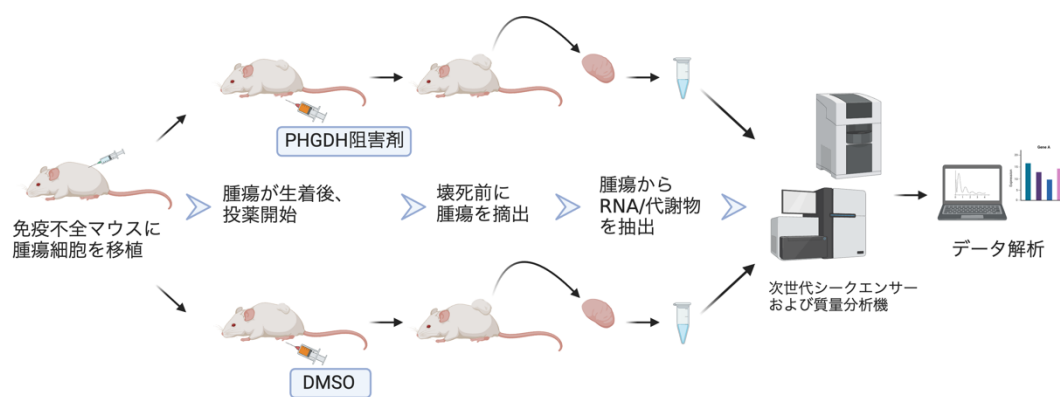 PHGDH阻害剤
免疫不全マウスに
腫瘍細胞を移植
腫瘍が生着後、
投薬開始
壊死前に
腫瘍を摘出
腫瘍から
RNA/代謝物
を抽出
次世代シークエンサー
および質量分析機
Gene A
データ解析
DMSO